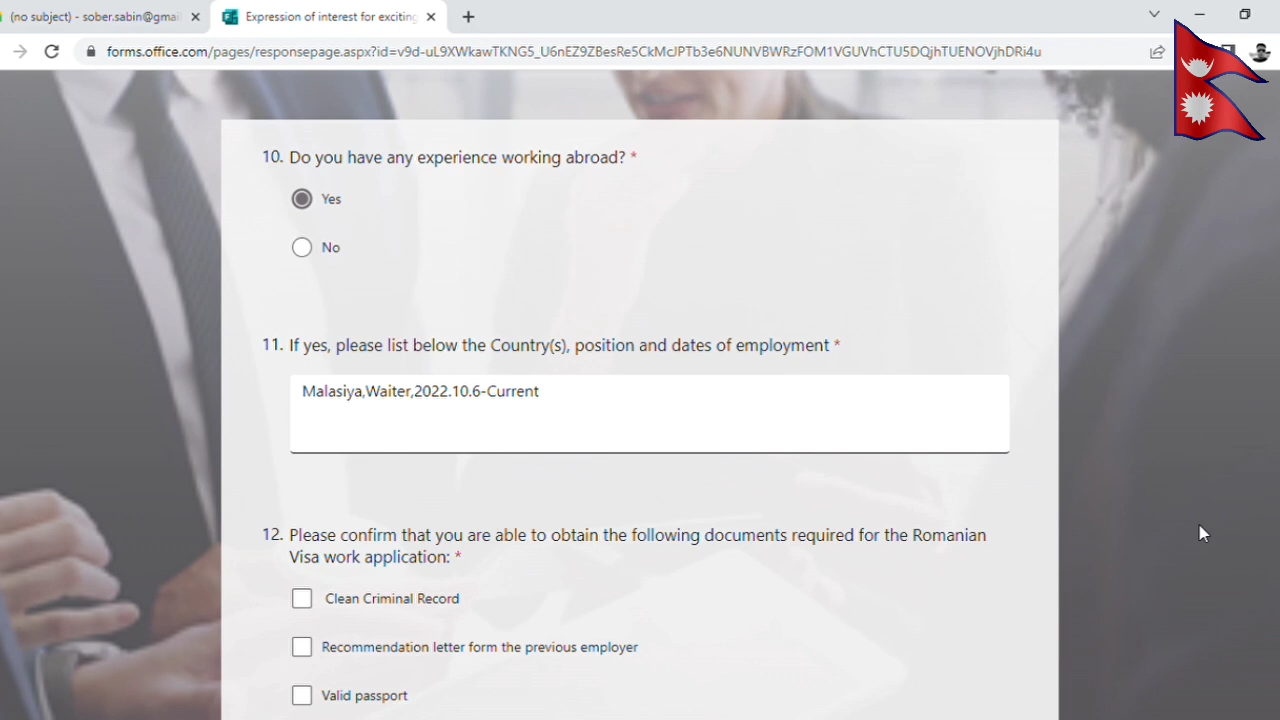 (no subject) - sober.sabin@gmai
Expression of interest for exciting
forms.office.com/pages/responsepage.aspx?id=v9d-uL9XWkawTKNG5_U6nEZ9ZBesRe5CkMcJPTb3e6NUNVBWRzFOM1VGUVhCTU5DQjhTUENOVjhDRi4u
10. Do you have any experience working abroad? *
Yes
No
11. If yes, please list below the Country(s), position and dates of employment *
Malasiya,Waiter,2022.10.6-Current
12. Please confirm that you are able to obtain the following documents required for the Romanian
Visa work application: *
Clean Criminal Record
Recommendation letter form the previous employer
Valid passport